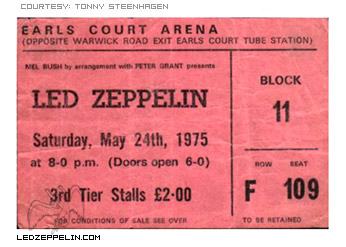 COURTESY: TONNY STEENHAGEN
EARLS COURT ARENA
(OPPOSITE WARWICK ROAD EXIT EARLS COURT TUBE STATION)
MEL BUSH by arrangement with PETER GRANT presents
LED ZEPPELIN
Saturday, May 24th, 1975
at 8-0 p.m. (Doors open 6-0)
3rd Tier Stalls £2·00
FOR CONDITIONS OF SALE SEE OVER
BLOCK
11
ROW SEAT
F 109
TO BE RETAINED
LEDZEPPELIN.COM